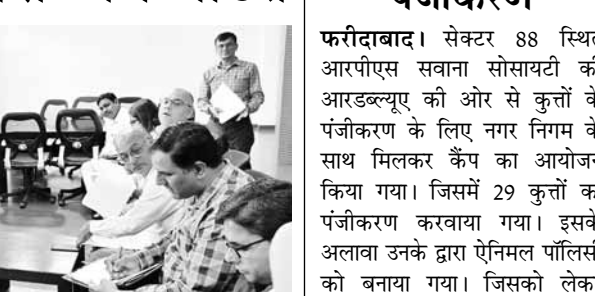 पंजीकरण
फरीदाबाद। सेक्टर 88 स्थित
आरपीएस सवाना सोसायटी की
आरडब्ल्यूए की ओर से कुत्तों के
पंजीकरण के लिए नगर निगम के
साथ मिलकर कैंप का आयोजन
किया गया। जिसमें 29 कुत्तों का
पंजीकरण करवाया गया। इसके
अलावा उनके द्वारा ऐनिमल पॉलिसी
को बनाया गया। जिसको लेकर